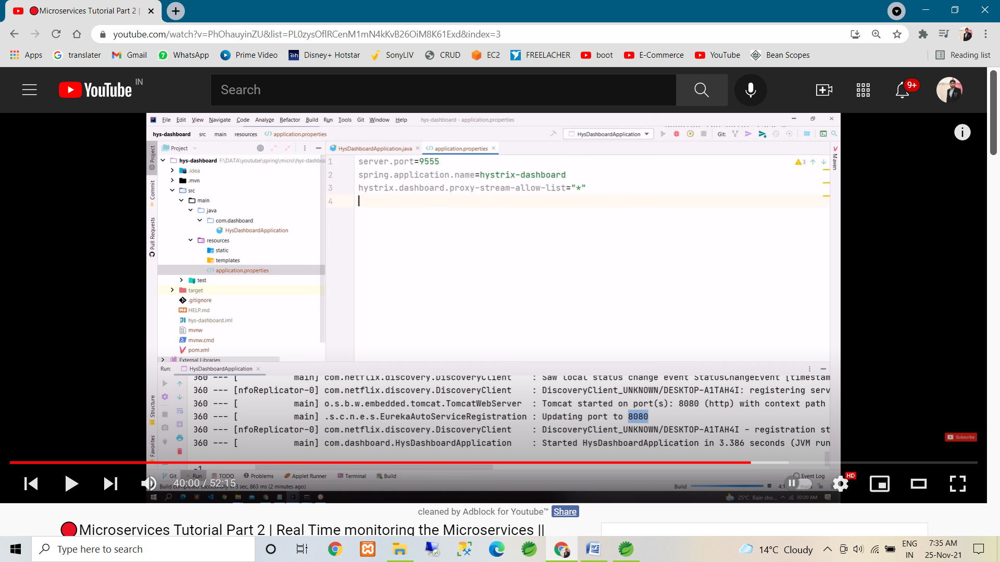 Microservices Tutorial Part 2 |
youtube.com/watch?v=PhOhauyinZU&list=PL0zysOflRCenM1mN4kKvB26OiM8K61Exd&index=3
Apps translater Gmail WhatsApp Prime Video Disney+ Hotstar SonyLIV CRUD EC2 FREELACHER boot E-Commerce YouTube Bean Scopes Reading list
YouTube IN
Search
9+
File Edit View Navigate Code Analyze Refactor Build Run Tools Git Window Help hys-dashboard - application.properties
hys-dashboard src main resources application.properties HysDashboardApplication Git:
Project HysDashboardApplication.java application.properties
hys-dashboard F:\DATA\youtube\spring\micro\hys-dashboa
.idea
.mvn
src
main
java
com.dashboard
HysDashboardApplication
resources
static
templates
application.properties
test
target
.gitignore
HELP.md
hys-dashboard.iml
mvnw
mvnw.cmd
pom.xml
External Libraries
Project
Commit
Pull Requests
Structure
Favorites
Maven
1 server.port=9555
2 spring.application.name=hystrix-dashboard
3 hystrix.dashboard.proxy-stream-allow-list="*"
4
3
Run: HysDashboardApplication
060 --- [ main] com.netflix.discovery.DiscoveryClient : Saw local status change event StatusChangeEvent [timestam
060 --- [nfoReplicator-0] com.netflix.discovery.DiscoveryClient : DiscoveryClient_UNKNOWN/DESKTOP-A1TAH4I: registering serv
060 --- [ main] o.s.b.w.embedded.tomcat.TomcatWebServer : Tomcat started on port(s): 8080 (http) with context path
060 --- [ main] .s.c.n.e.s.EurekaAutoServiceRegistration : Updating port to 8080
060 --- [nfoReplicator-0] com.netflix.discovery.DiscoveryClient : DiscoveryClient_UNKNOWN/DESKTOP-A1TAH4I - registration st
060 --- [ main] com.dashboard.HysDashboardApplication : Started HysDashboardApplication in 3.386 seconds (JVM run
Subscribe
Git Run TODO Problems Applet Runner Terminal Build Event Log
40:00 / 52:15
HD
Build completed successfully in 3 sec, 863 ms (2 minutes ago) Build 4:1 main
25°C Rain sho... 02:20 AM
cleaned by Adblock for Youtube™ Share
Microservices Tutorial Part 2 | Real Time monitoring the Microservices ||
Type here to search
14°C Cloudy
ENG
IN
7:35 AM
25-Nov-21